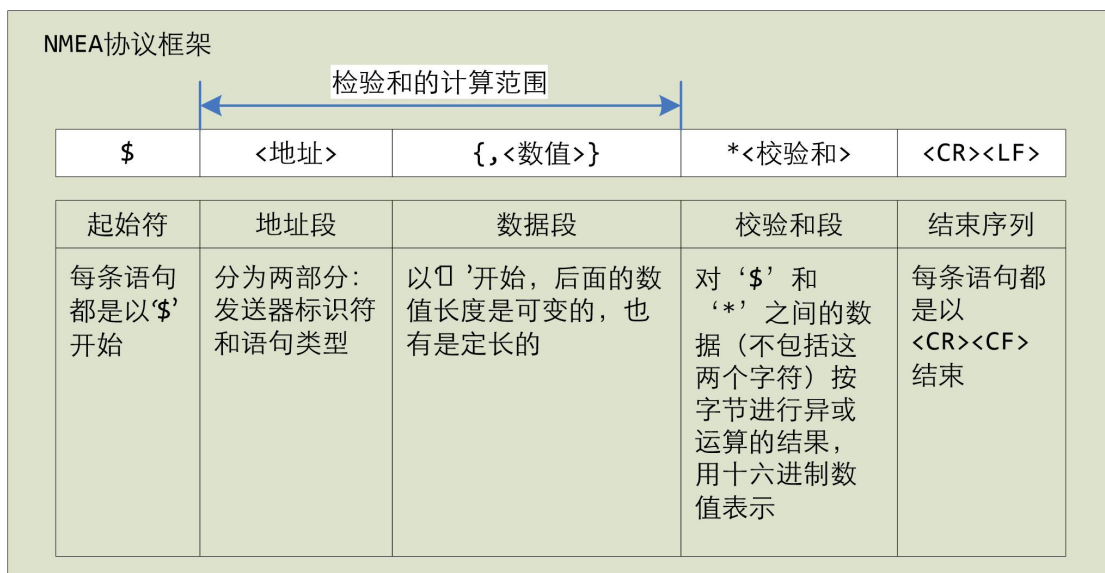 NMEA协议框架
检验和的计算范围
$ <地址> {,<数值>} *<校验和> <CR><LF>
起始符 地址段 数据段 校验和段 结束序列
每条语句
都是以‘$’
开始
分为两部分：
发送器标识符
和语句类型
以‘ ’开始，后面的数
值长度是可变的，也
有是定长的
对‘$’和
‘*’之间的数
据（不包括这
两个字符）按
字节进行异或
运算的结果，
用十六进制数
值表示
每条语句都
是以
<CR><CF>
结束